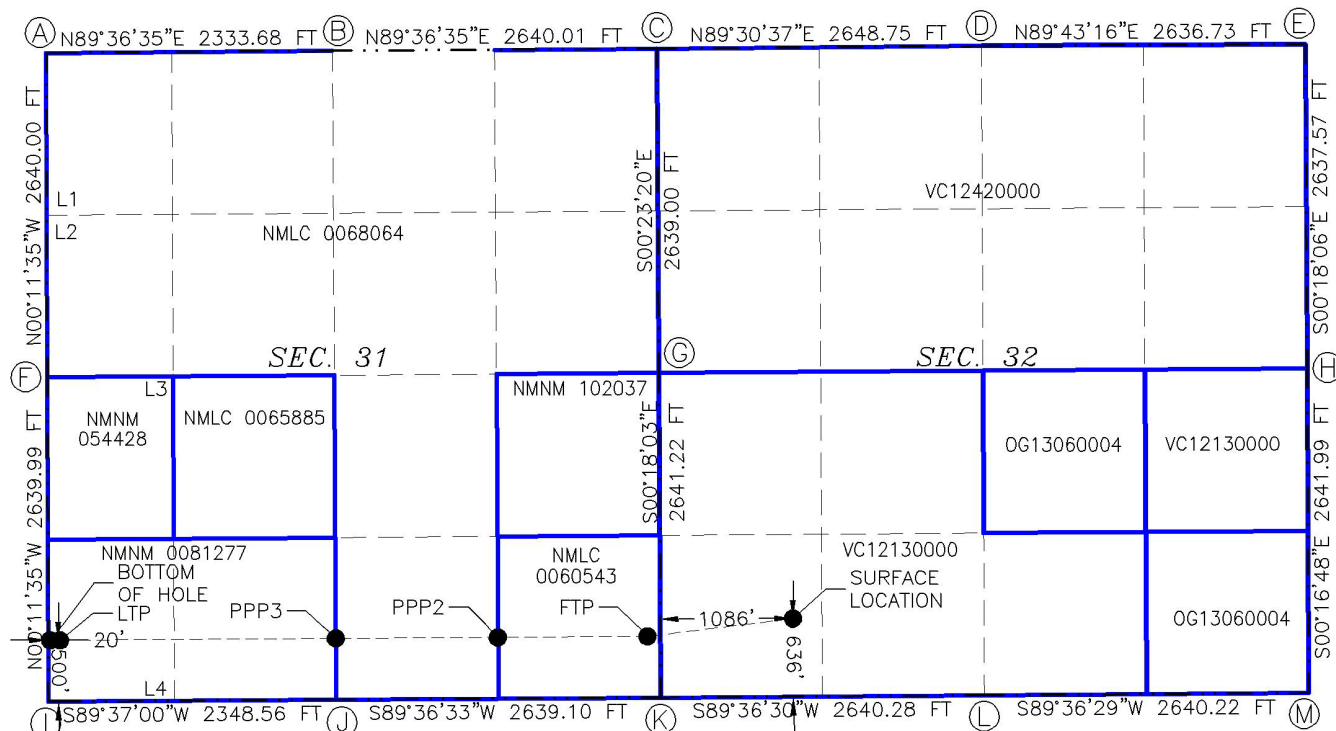 A
N89°36'35"E 2333.68 FT
B
N89°36'35"E 2640.01 FT
C
N89°30'37"E 2648.75 FT
D
N89°43'16"E 2636.73 FT
E
N00°11'35"W 2640.00 FT
L1
L2
NMLC 0068064
S00°23'20"E
2639.00 FT
VC12420000
S00°18'06"E 2637.57 FT
SEC. 31
G
SEC. 32
F
H
L3
NMNM
054428
NMLC 0065885
NMNM 102037
S00°18'03"E
2641.22 FT
OG13060004
VC12130000
N00°11'35"W 2639.99 FT
S00°16'48"E 2641.99 FT
NMNM 0081277
BOTTOM
OF HOLE
LTP
PPP3
PPP2
NMLC
0060543
FTP
VC12130000
SURFACE
LOCATION
OG13060004
20'
500'
1086'
636'
L4
I
S89°37'00"W 2348.56 FT
J
S89°36'33"W 2639.10 FT
K
S89°36'30"W 2640.28 FT
L
S89°36'29"W 2640.22 FT
M